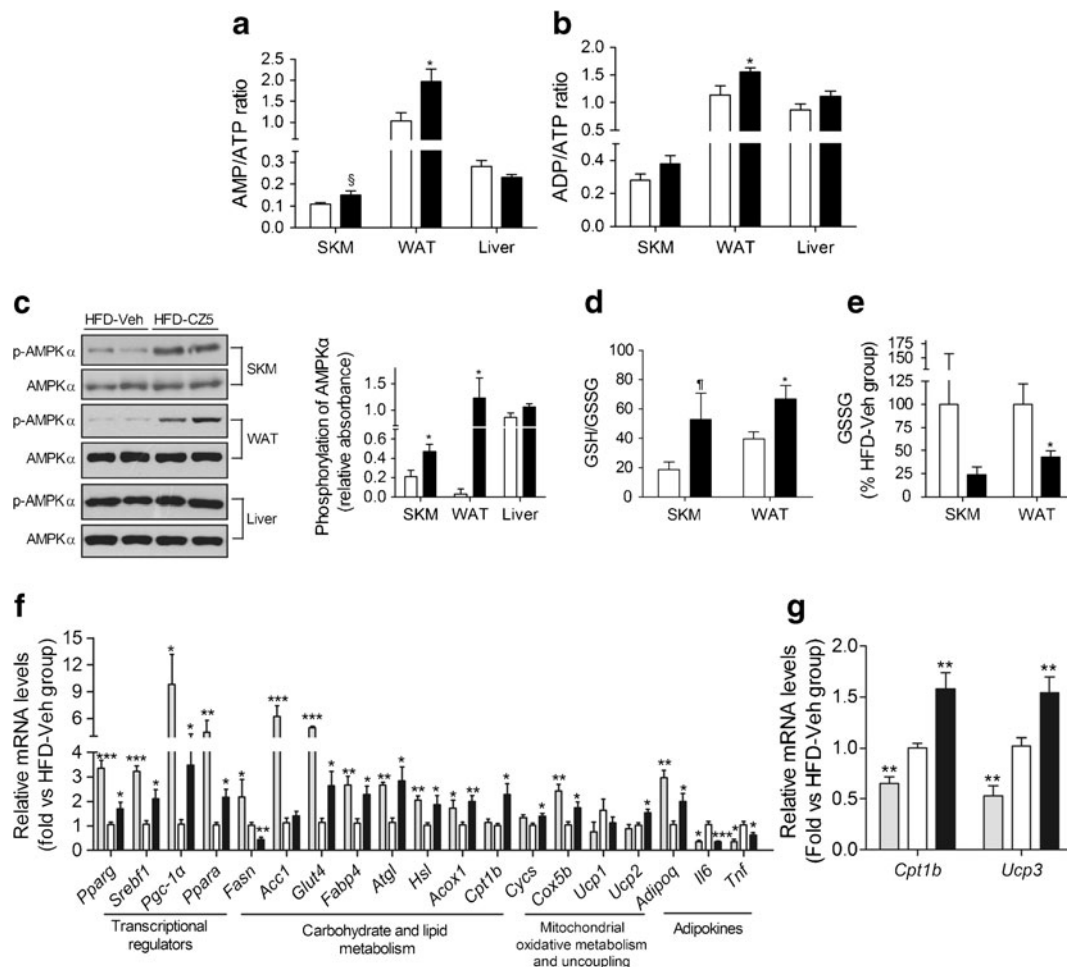 a
AMP/ATP ratio
2.5
2.0
1.5
1.0
0.3
0.2
0.1
0.0
§
*
SKM WAT Liver
b
ADP/ATP ratio
2.0
1.5
1.0
0.5
0.4
0.2
0.0
*
SKM WAT Liver
c
HFD-Veh HFD-CZ5
p-AMPKα
AMPKα
SKM
p-AMPKα
AMPKα
WAT
p-AMPKα
AMPKα
Liver
Phosphorylation of AMPKα
(relative absorbance)
1.5
1.0
0.6
0.4
0.2
0.0
*
*
SKM WAT Liver
d
GSH/GSSG
100
80
60
40
20
0
¶
*
SKM WAT
e
GSSG
(% HFD-Veh group)
175
150
125
100
75
50
25
0
*
SKM WAT
f
Relative mRNA levels
(fold vs HFD-Veh group)
15
12
9
6
4
3
2
1
0
*** * *** * * * ** * * ** *** *** * ** * ** * * * * ** * * * * ** * * *** * *
Pparg Srebf1 Pgc-1α Ppara Fasn Acc1 Glut4 Fabp4 Atgl Hsl Acox1 Cpt1b Cycs Cox5b Ucp1 Ucp2 Adipoq Il6 Tnf
Transcriptional
regulators
Carbohydrate and lipid
metabolism
Mitochondrial
oxidative metabolism
and uncoupling
Adipokines
g
Relative mRNA levels
(Fold vs HFD-Veh group)
2.0
1.5
1.0
0.5
0.0
** ** ** **
Cpt1b Ucp3